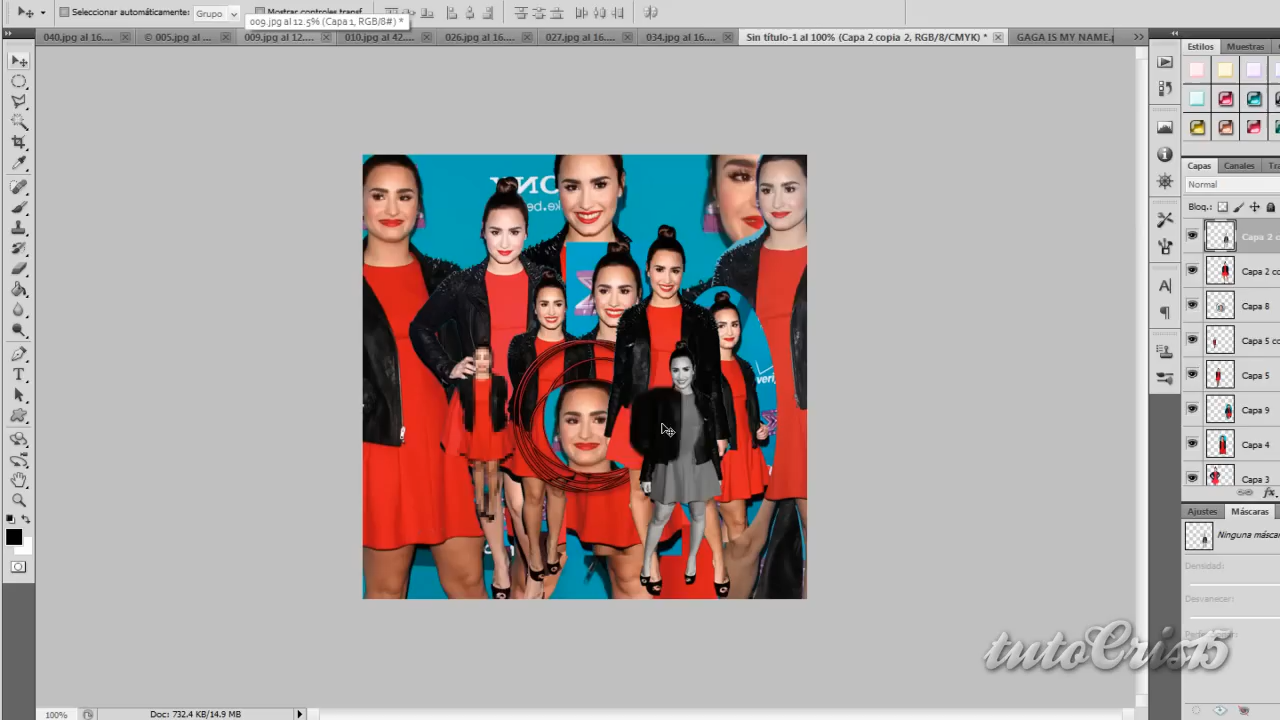 Seleccionar automáticamente: Grupo Mostrar controles transf.
009.jpg al 12.5% (Capa 1, RGB/8#) *
040.jpg al 16.... © 005.jpg al ... 009.jpg al 12.... 010.jpg al 42.... 026.jpg al 16.... 027.jpg al 16.... 034.jpg al 16.... Sin título-1 al 100% (Capa 2 copia 2, RGB/8/CMYK) * GAGA IS MY NAME.p
Estilos Muestras
Capas Canales Tra
Normal
Bloq.:
Capa 2 c
Capa 2 co
Capa 8
Capa 5 co
Capa 5
Capa 9
Capa 4
Capa 3
Ajustes Máscaras
Ninguna másca
Densidad:
Desvanecer:
tutoCris15
100% Doc: 732.4 KB/14.9 MB